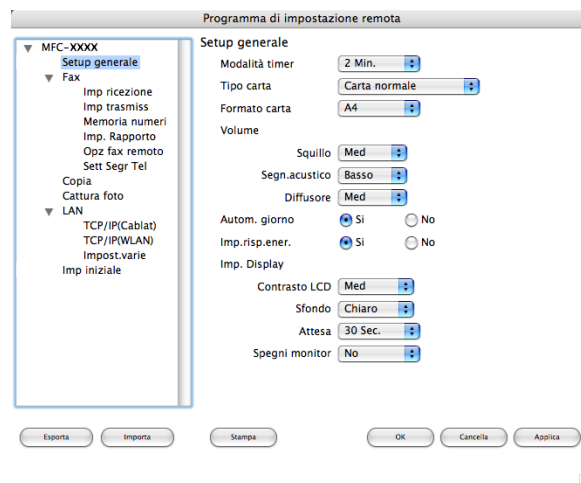 Programma di impostazione remota
MFC-XXXX
Setup generale
Fax
Imp ricezione
Imp trasmiss
Memoria numeri
Imp. Rapporto
Opz fax remoto
Sett Segr Tel
Copia
Cattura foto
LAN
TCP/IP(Cablat)
TCP/IP(WLAN)
Impost.varie
Imp iniziale
Setup generale
Modalità timer 2 Min.
Tipo carta Carta normale
Formato carta A4
Volume
Squillo Med
Segn.acustico Basso
Diffusore Med
Autom. giorno Si No
Imp.risp.ener. Si No
Imp. Display
Contrasto LCD Med
Sfondo Chiaro
Attesa 30 Sec.
Spegni monitor No
Esporta Importa Stampa OK Cancella Applica